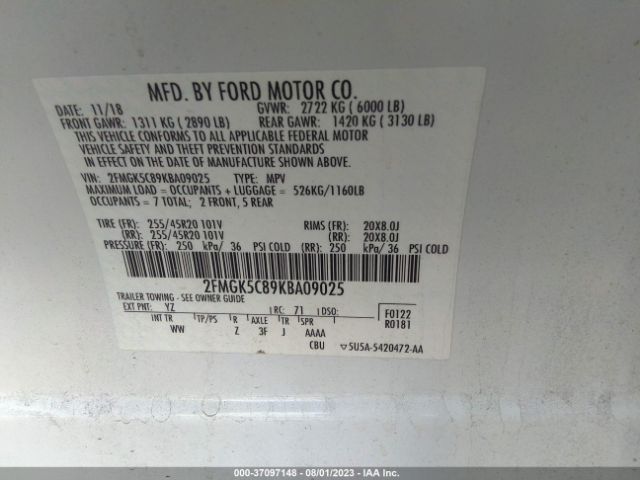 MFD. BY FORD MOTOR CO.
DATE: 11/18 GVWR: 2722 KG ( 6000 LB)
FRONT GAWR: 1311 KG ( 2890 LB) REAR GAWR: 1420 KG ( 3130 LB)
THIS VEHICLE CONFORMS TO ALL APPLICABLE FEDERAL MOTOR
VEHICLE SAFETY AND THEFT PREVENTION STANDARDS
IN EFFECT ON THE DATE OF MANUFACTURE SHOWN ABOVE.
VIN: 2FMGK5C89KBA09025 TYPE: MPV
MAXIMUM LOAD = OCCUPANTS + LUGGAGE = 526KG/1160LB
OCCUPANTS = 7 TOTAL; 2 FRONT, 5 REAR
TIRE (FR): 255/45R20 101V RIMS (FR): 20X8.0J
(RR): 255/45R20 101V (RR): 20X8.0J
PRESSURE (FR): 250 kPa/ 36 PSI COLD (RR): 250 kPa/ 36 PSI COLD
2FMGK5C89KBA09025
TRAILER TOWING - SEE OWNER GUIDE
EXT PNT: YZ RC: 71 DSO: F0122
INT TR TP/PS R AXLE TR SPR R0181
WW Z 3F J AAAA
CBU 5U5A-5420472-AA
000-37097148 - 08/01/2023 - IAA Inc.